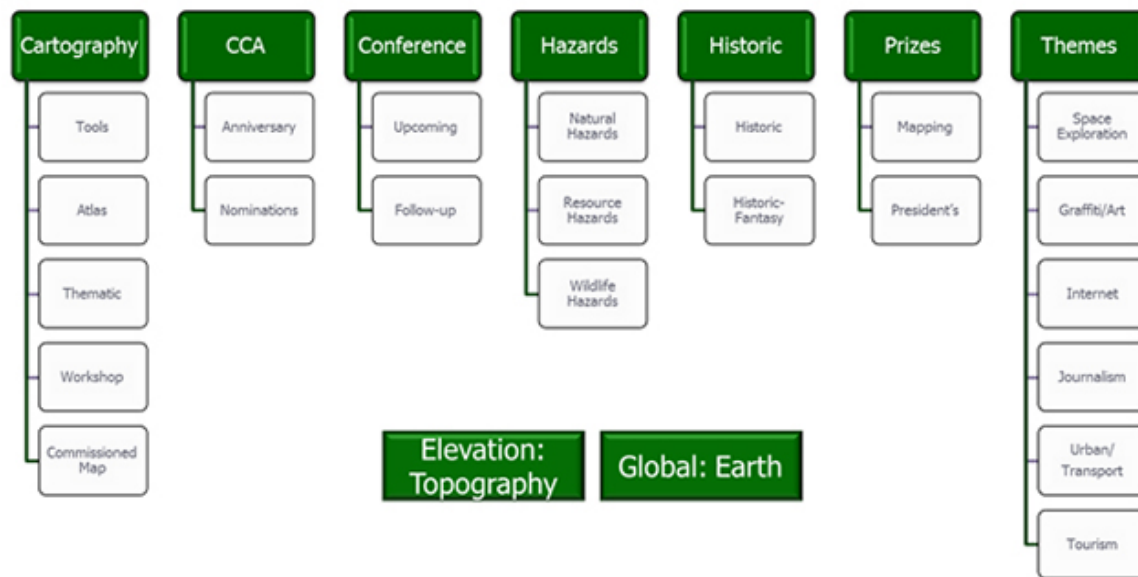 Cartography
Tools
Atlas
Thematic
Workshop
Commissioned
Map
CCA
Anniversary
Nominations
Conference
Upcoming
Follow-up
Hazards
Natural
Hazards
Resource
Hazards
Wildlife
Hazards
Historic
Historic
Historic-
Fantasy
Prizes
Mapping
President's
Themes
Space
Exploration
Graffiti/Art
Internet
Journalism
Urban/
Transport
Tourism
Elevation:
Topography
Global: Earth